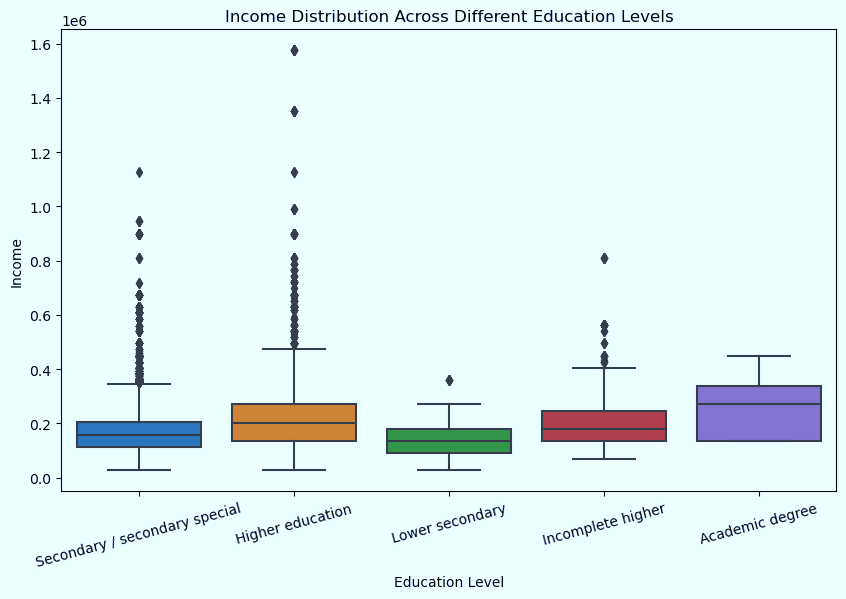 Income Distribution Across Different Education Levels
1e6
1.6
1.4
1.2
1.0
0.8
0.6
0.4
0.2
0.0
Income
Secondary / secondary special
Higher education
Lower secondary
Incomplete higher
Academic degree
Education Level